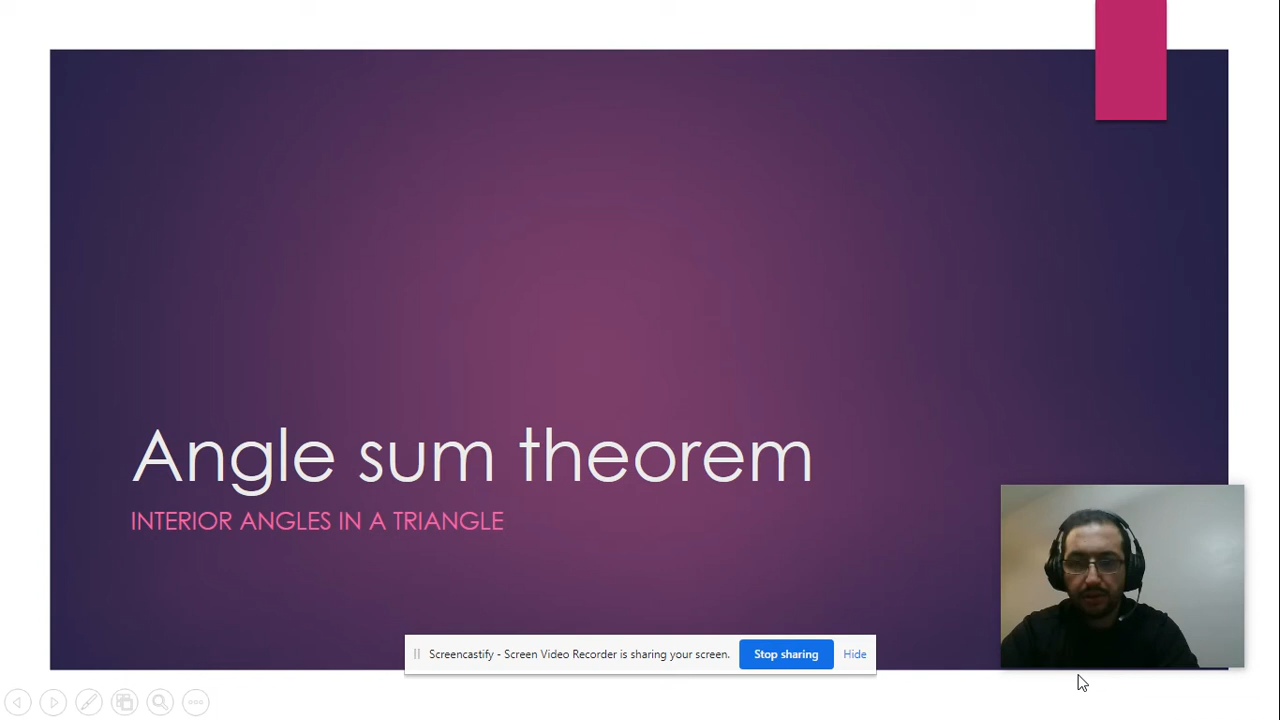 Angle sum theorem
INTERIOR ANGLES IN A TRIANGLE
Screencastify - Screen Video Recorder is sharing your screen.
Stop sharing
Hide